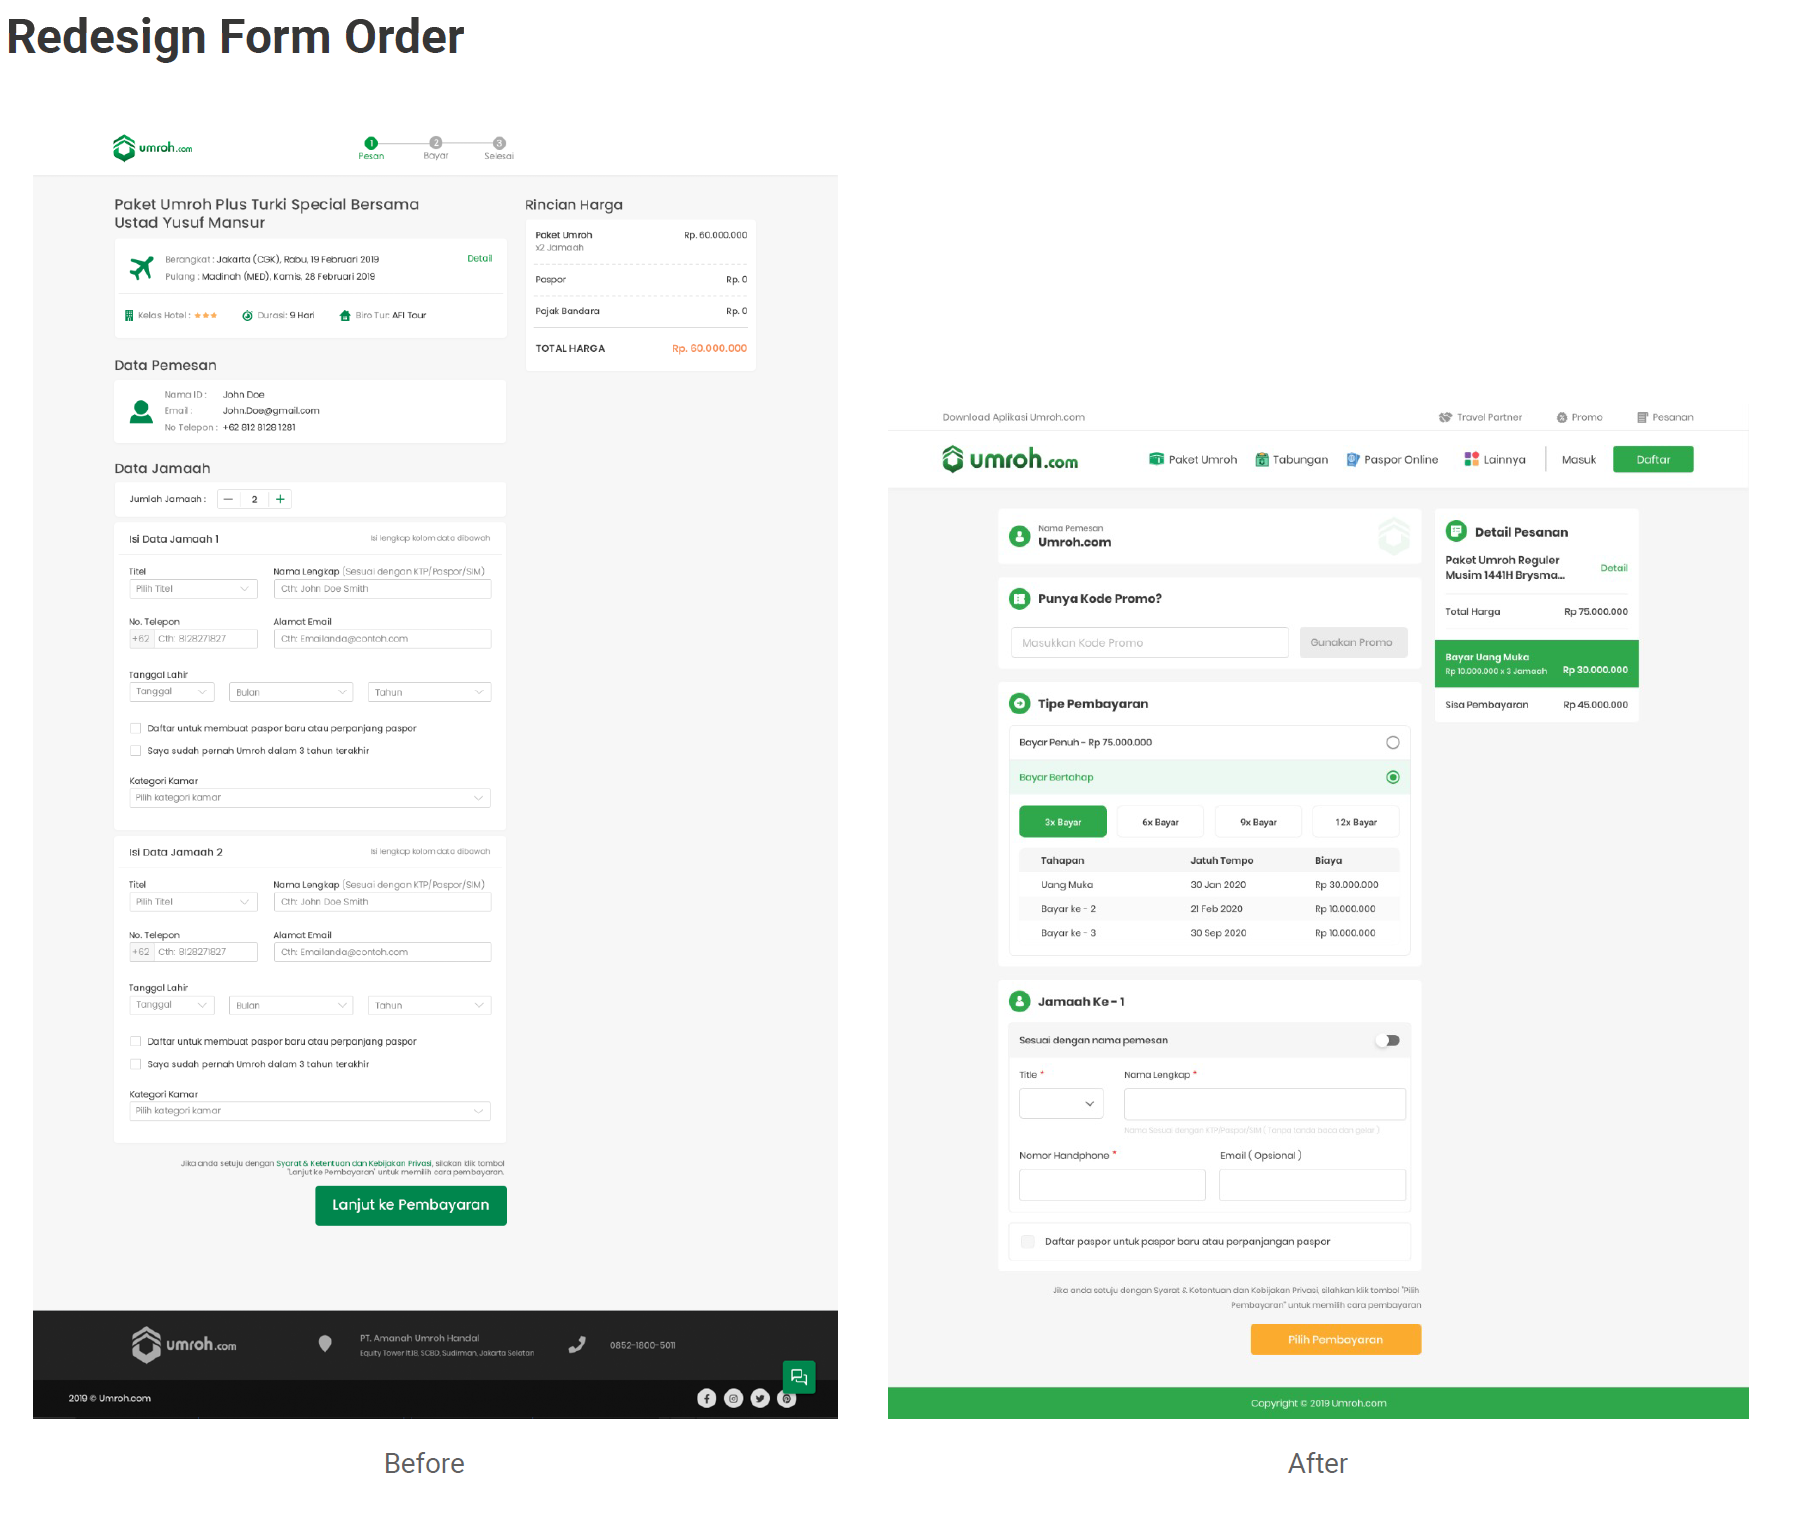 Redesign Form Order
umroh.com
1
2
3
Pesan
Bayar
Selesai
Paket Umroh Plus Turki Special Bersama
Ustad Yusuf Mansur
Berangkat : Jakarta (CGK), Rabu, 19 Februari 2019
Detail
Pulang : Madinah (MED), Kamis, 28 Februari 2019
Kelas Hotel :
Durasi: 9 Hari
Biro Tur: AFI Tour
Rincian Harga
Paket Umroh
Rp. 60.000.000
x2 Jamaah
Paspor
Rp. 0
Pajak Bandara
Rp. 0
TOTAL HARGA
Rp. 60.000.000
Data Pemesan
Nama ID : John Doe
Email : John.Doe@gmail.com
No Telepon : +62 812 8128 1281
Data Jamaah
Jumlah Jamaah : − 2 +
Isi Data Jamaah 1
Isi lengkap kolom data dibawah
Titel
Nama Lengkap (Sesuai dengan KTP/Paspor/SIM)
Pilih Titel
Cth: John Doe Smith
No. Telepon
Alamat Email
+62 Cth: 8128271827
Cth: Emailanda@contoh.com
Tanggal Lahir
Tanggal
Bulan
Tahun
Daftar untuk membuat paspor baru atau perpanjang paspor
Saya sudah pernah Umroh dalam 3 tahun terakhir
Kategori Kamar
Pilih kategori kamar
Isi Data Jamaah 2
Isi lengkap kolom data dibawah
Titel
Nama Lengkap (Sesuai dengan KTP/Paspor/SIM)
Pilih Titel
Cth: John Doe Smith
No. Telepon
Alamat Email
+62 Cth: 8128271827
Cth: Emailanda@contoh.com
Tanggal Lahir
Tanggal
Bulan
Tahun
Daftar untuk membuat paspor baru atau perpanjang paspor
Saya sudah pernah Umroh dalam 3 tahun terakhir
Kategori Kamar
Pilih kategori kamar
Jika anda setuju dengan Syarat & Ketentuan dan Kebijakan Privasi, silakan klik tombol
"Lanjut ke Pembayaran" untuk memilih cara pembayaran.
Lanjut ke Pembayaran
umroh.com
PT. Amanah Umroh Handal
Equity Tower lt.18, SCBD, Sudirman, Jakarta Selatan
0852-1800-5011
2019 © Umroh.com
Before
Download Aplikasi Umroh.com
Travel Partner
Promo
Pesanan
umroh.com
Paket Umroh
Tabungan
Paspor Online
Lainnya
Masuk
Daftar
Nama Pemesan
Umroh.com
Punya Kode Promo?
Masukkan Kode Promo
Gunakan Promo
Tipe Pembayaran
Bayar Penuh - Rp 75.000.000
Bayar Bertahap
3x Bayar
6x Bayar
9x Bayar
12x Bayar
Tahapan
Jatuh Tempo
Biaya
Uang Muka
30 Jan 2020
Rp 30.000.000
Bayar ke - 2
21 Feb 2020
Rp 10.000.000
Bayar ke - 3
30 Sep 2020
Rp 10.000.000
Jamaah Ke - 1
Sesuai dengan nama pemesan
Title *
Nama Lengkap *
Nama Sesuai dengan KTP/Paspor/SIM ( Tanpa tanda baca dan gelar )
Nomor Handphone *
Email ( Opsional )
Daftar paspor untuk paspor baru atau perpanjangan paspor
Jika anda setuju dengan Syarat & Ketentuan dan Kebijakan Privasi, silahkan klik tombol "Pilih
Pembayaran" untuk memilih cara pembayaran
Pilih Pembayaran
Detail Pesanan
Paket Umroh Reguler
Musim 1441H Brysma...
Detail
Total Harga
Rp 75.000.000
Bayar Uang Muka
Rp 10.000.000 x 3 Jamaah
Rp 30.000.000
Sisa Pembayaran
Rp 45.000.000
Copyright © 2019 Umroh.com
After